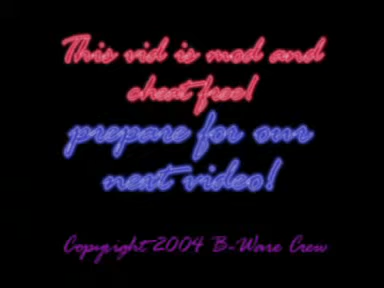 This vid is mod and
cheat free!
prepare for our
next video!
Copyright 2004 B-Ware Crew